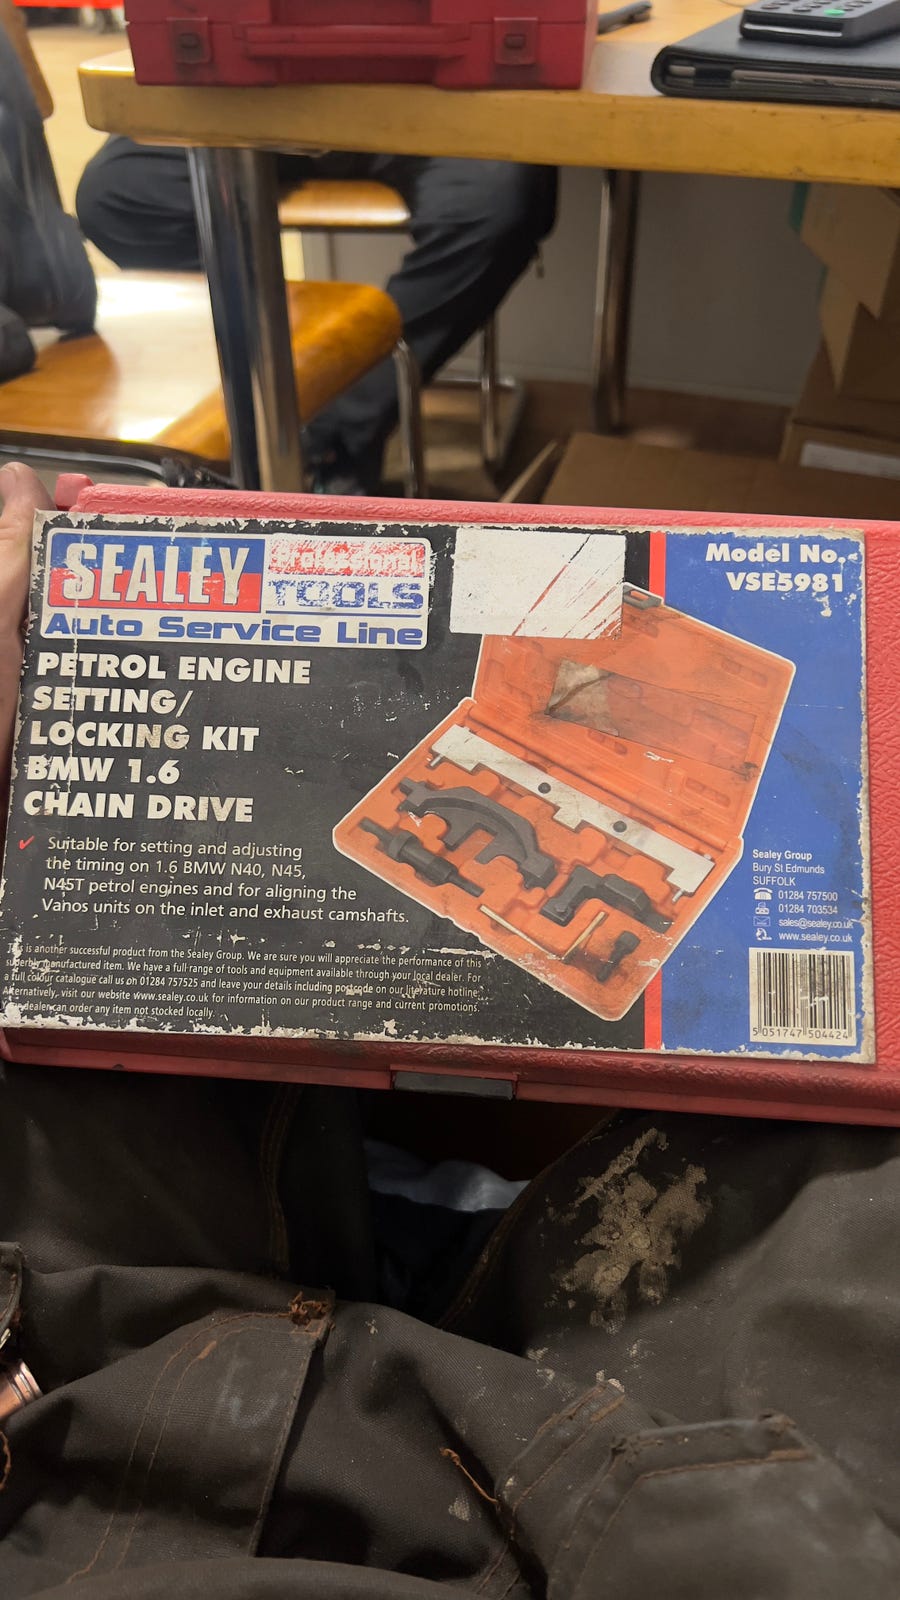 SEALEY
Professional
TOOLS
Auto Service Line
PETROL ENGINE
SETTING/
LOCKING KIT
BMW 1.6
CHAIN DRIVE
Suitable for setting and adjusting
the timing on 1.6 BMW N40, N45,
N45T petrol engines and for aligning the
Vanos units on the inlet and exhaust camshafts.
This is another successful product from the Sealey Group. We are sure you will appreciate the performance of this
superbly manufactured item. We have a full range of tools and equipment available through your local dealer. For
a full colour catalogue call us on 01284 757525 and leave your details including postcode on our literature hotline.
Alternatively, visit our website www.sealey.co.uk for information on our product range and current promotions.
Your dealer can order any item not stocked locally.
Model No.
VSE5981
Sealey Group
Bury St Edmunds
SUFFOLK
01284 757500
01284 703534
sales@sealey.co.uk
www.sealey.co.uk
5 051747 504424